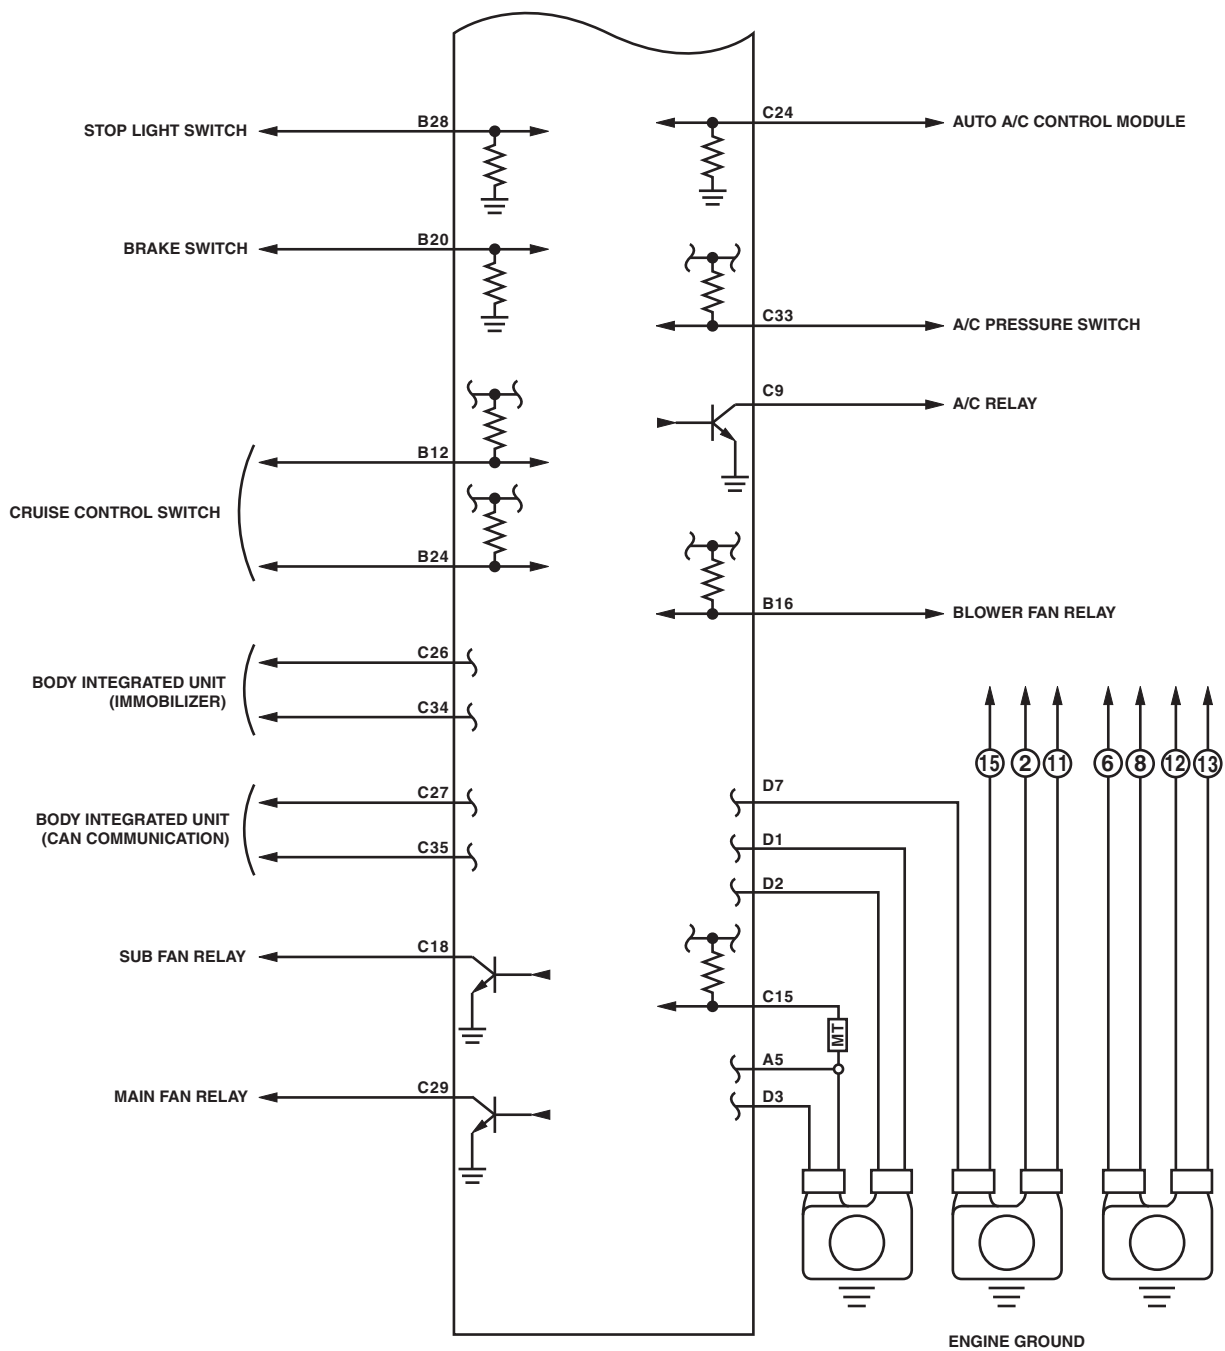 C24
AUTO A/C CONTROL MODULE
B28
STOP LIGHT SWITCH
B20
BRAKE SWITCH
C33
A/C PRESSURE SWITCH
C9
A/C RELAY
B12
CRUISE CONTROL SWITCH
B24
B16
BLOWER FAN RELAY
C26
BODY INTEGRATED UNIT
(IMMOBILIZER)
C34
15 2 11 6 8 12 13
D7
C27
BODY INTEGRATED UNIT
(CAN COMMUNICATION)
C35
D1
D2
C18
SUB FAN RELAY
C15
MT
A5
C29
MAIN FAN RELAY
D3
ENGINE GROUND